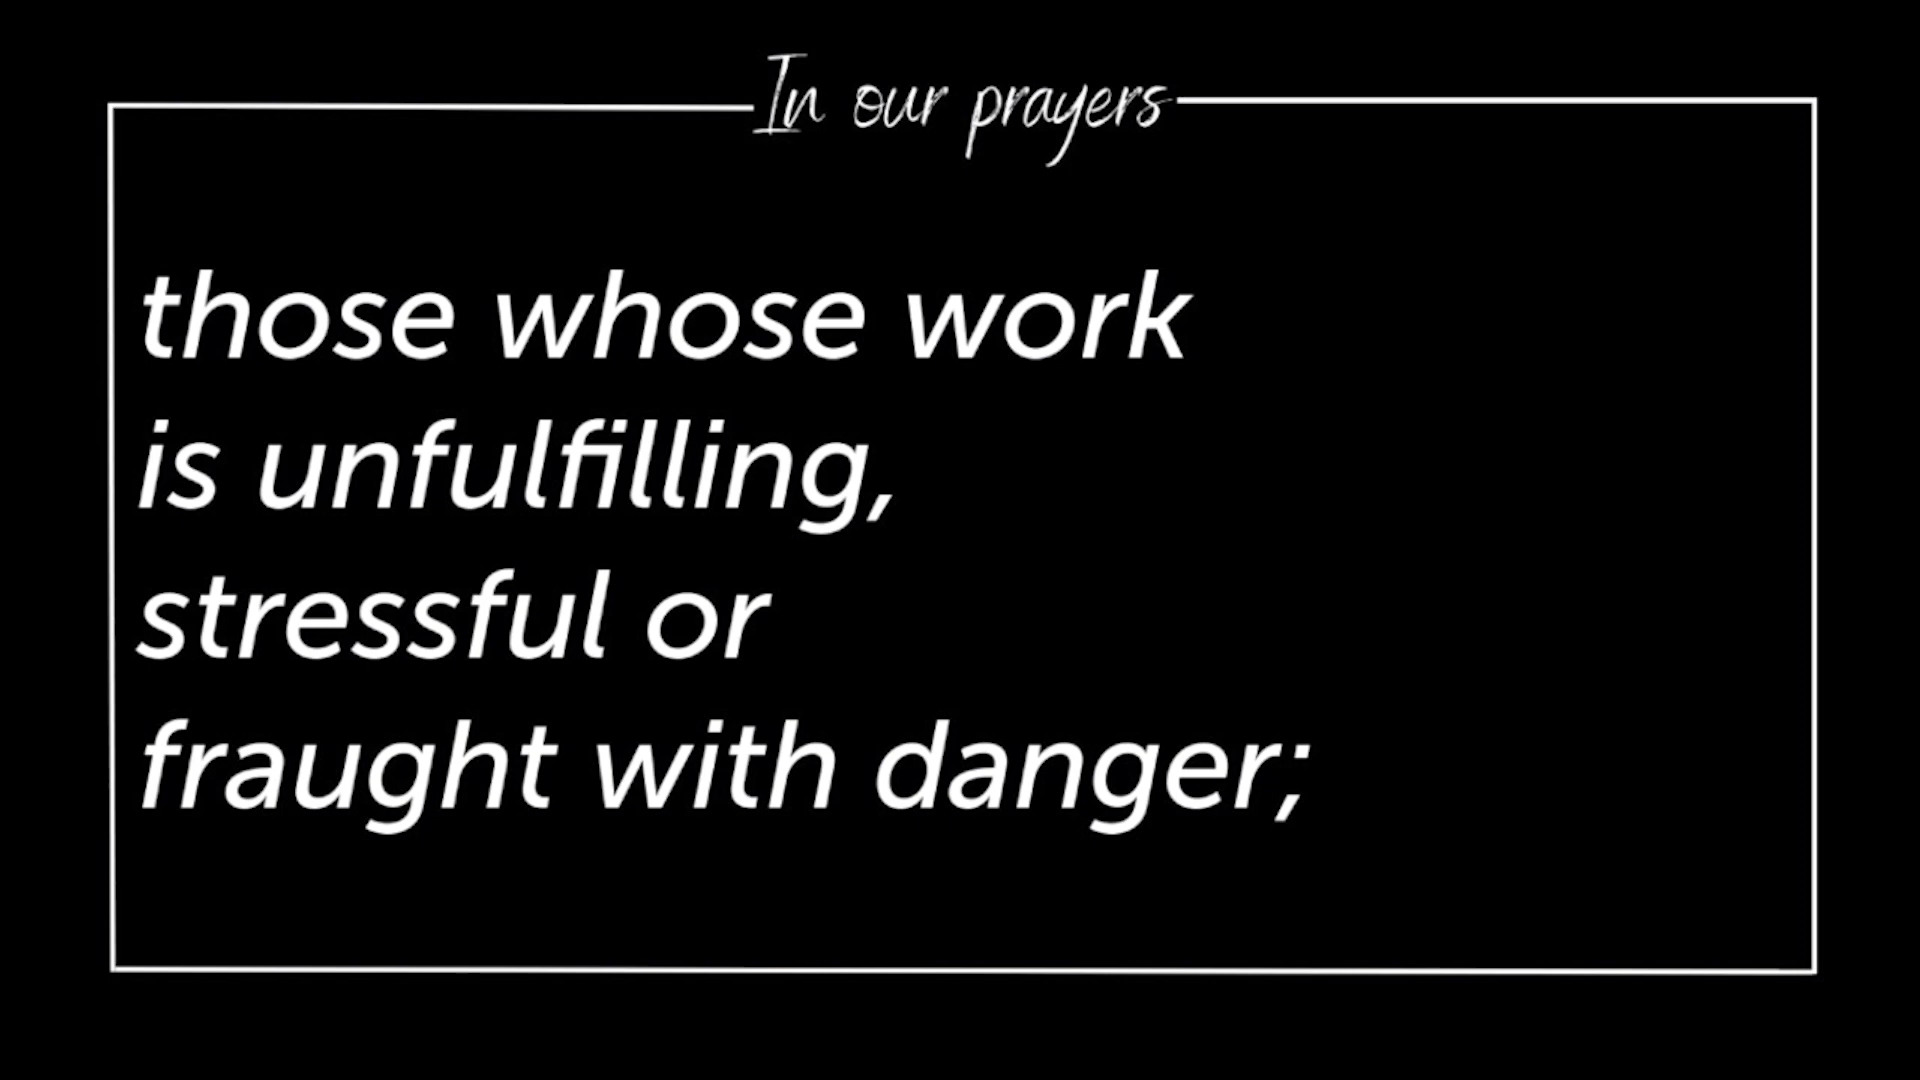 In our prayers
those whose work
is unfulfilling,
stressful or
fraught with danger;